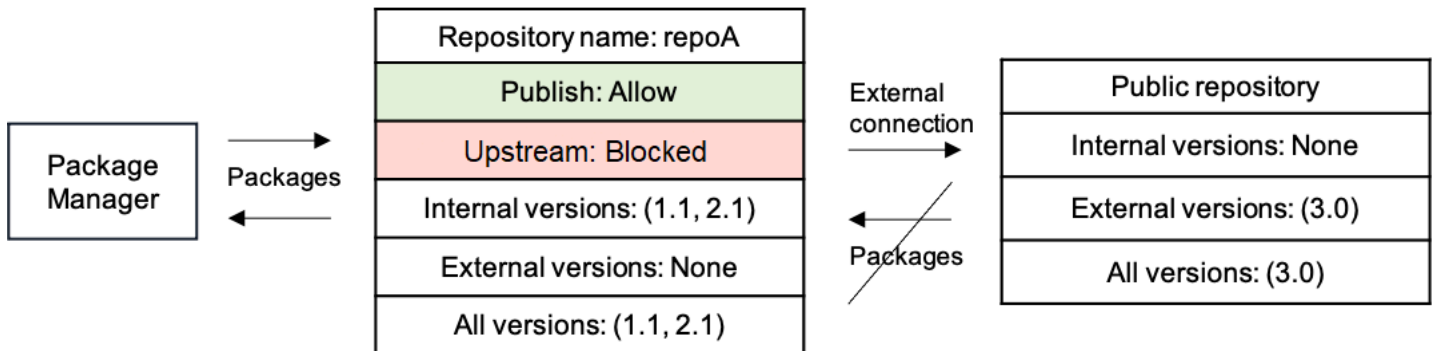 Package
Manager
Packages
Repository name: repoA
Publish: Allow
Upstream: Blocked
Internal versions: (1.1, 2.1)
External versions: None
All versions: (1.1, 2.1)
External
connection
Packages
Public repository
Internal versions: None
External versions: (3.0)
All versions: (3.0)